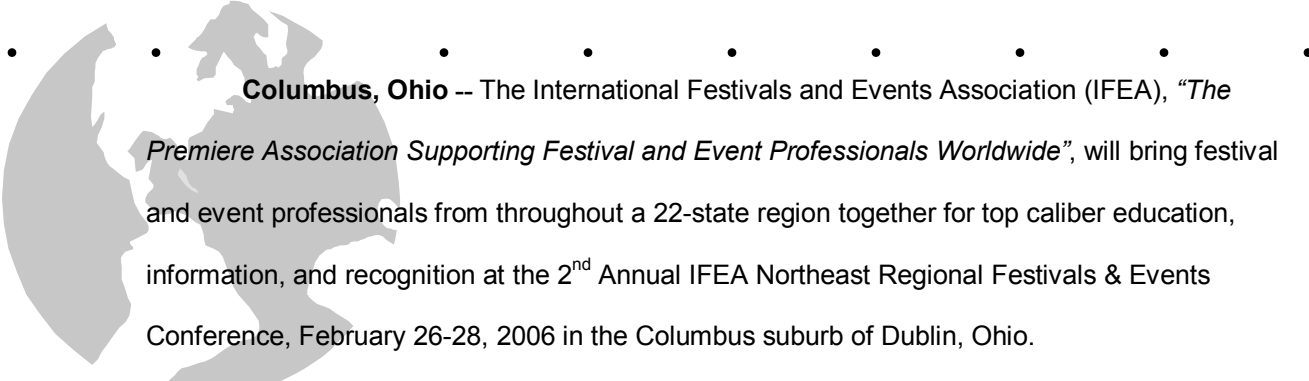 Columbus, Ohio -- The International Festivals and Events Association (IFEA), “The
Premiere Association Supporting Festival and Event Professionals Worldwide”, will bring festival
and event professionals from throughout a 22-state region together for top caliber education,
information, and recognition at the 2nd Annual IFEA Northeast Regional Festivals & Events
Conference, February 26-28, 2006 in the Columbus suburb of Dublin, Ohio.